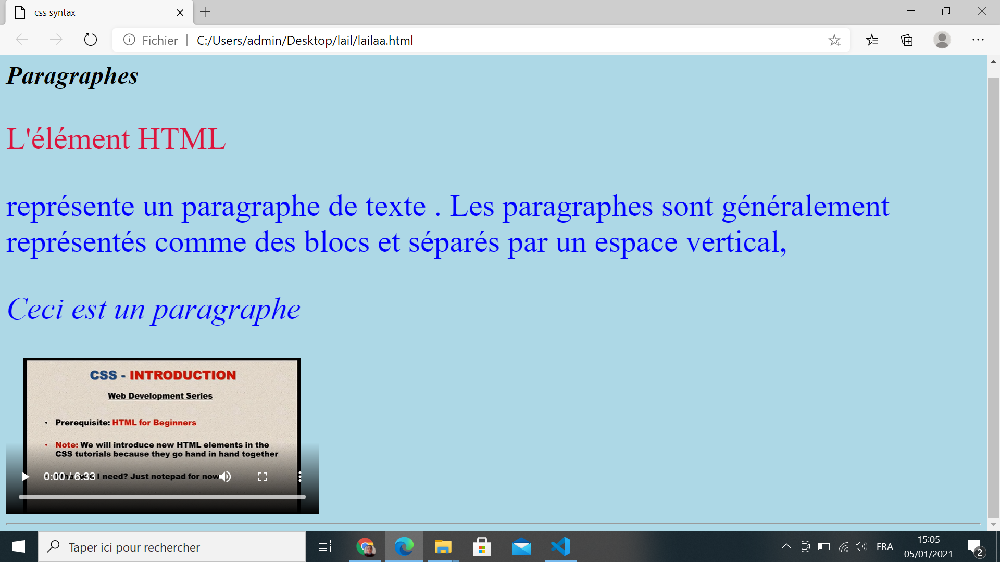 css syntax
Fichier | C:/Users/admin/Desktop/lail/lailaa.html
Paragraphes
L'élément HTML
représente un paragraphe de texte . Les paragraphes sont généralement
représentés comme des blocs et séparés par un espace vertical,
Ceci est un paragraphe
CSS - INTRODUCTION
Web Development Series
• Prerequisite: HTML for Beginners
• Note: We will introduce new HTML elements in the
CSS tutorials because they go hand in hand together
I need? Just notepad for now
0:00 / 6:33
Taper ici pour rechercher
FRA
15:05
05/01/2021
2